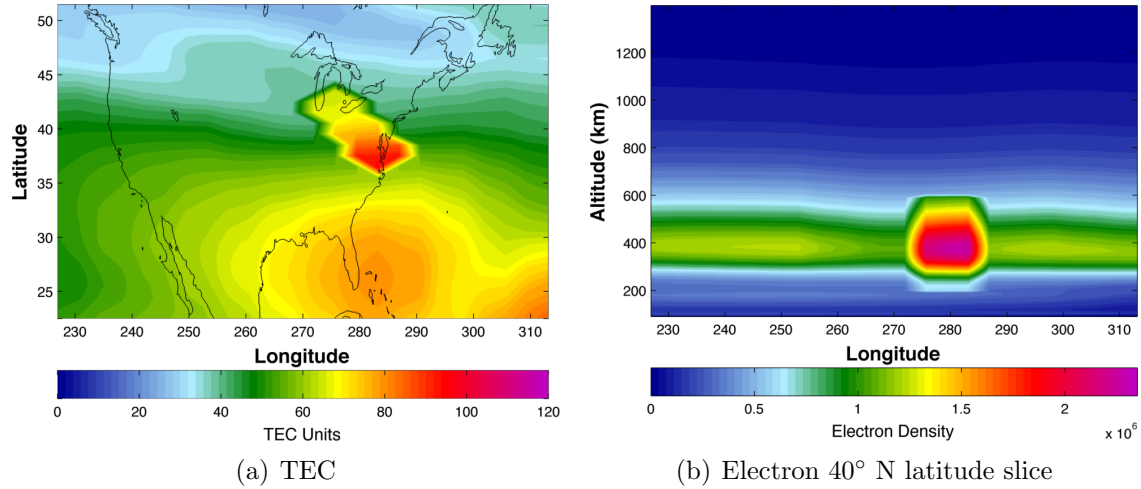 50
45
40
35
30
25
Latitude
230 240 250 260 270 280 290 300 310
Longitude
0 20 40 60 80 100 120
TEC Units
(a) TEC
1400
1200
1000
800
600
400
200
Altitude (km)
230 240 250 260 270 280 290 300 310
Longitude
0 0.5 1 1.5 2
Electron Density
x 10^6
(b) Electron 40° N latitude slice